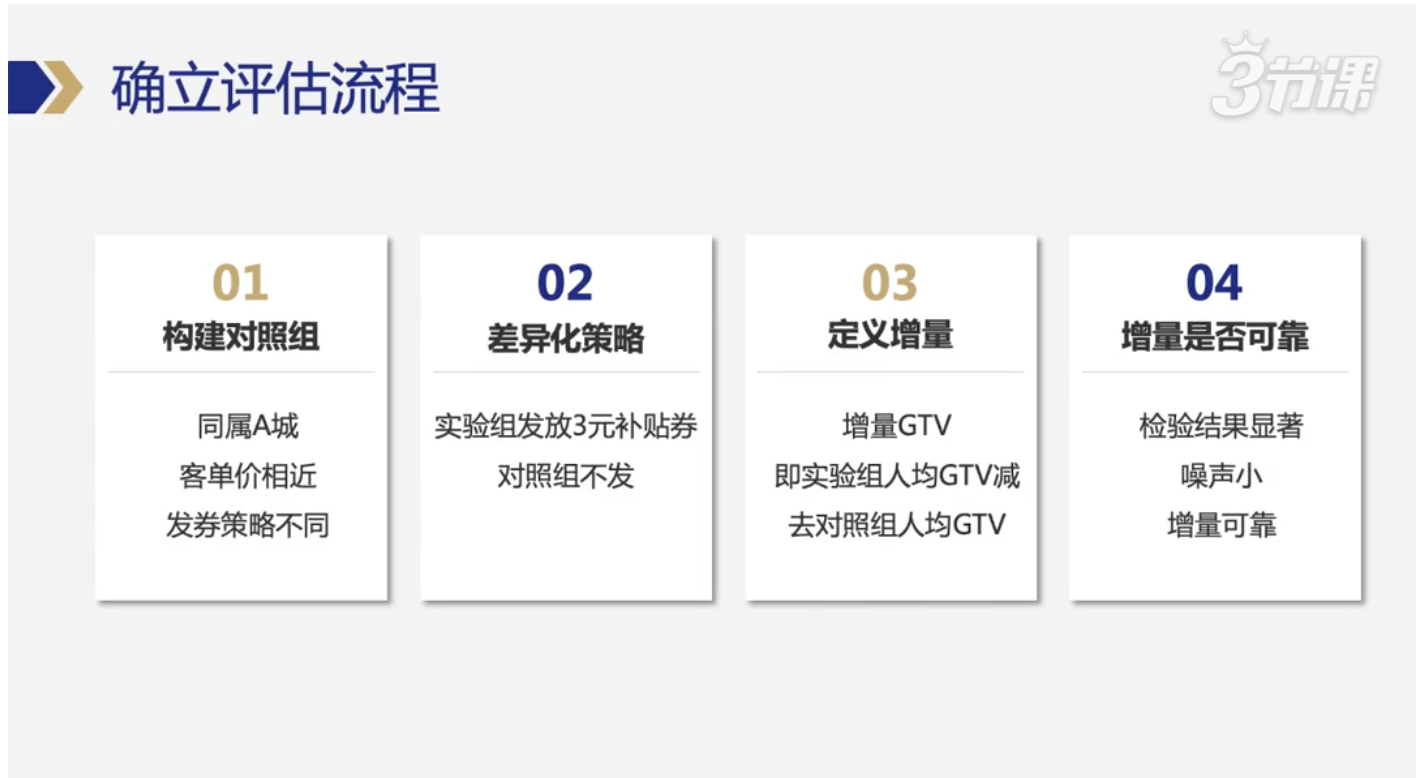 确立评估流程
3节课
01
构建对照组
同属A城
客单价相近
发券策略不同
02
差异化策略
实验组发放3元补贴券
对照组不发
03
定义增量
增量GTV
即实验组人均GTV减
去对照组人均GTV
04
增量是否可靠
检验结果显著
噪声小
增量可靠